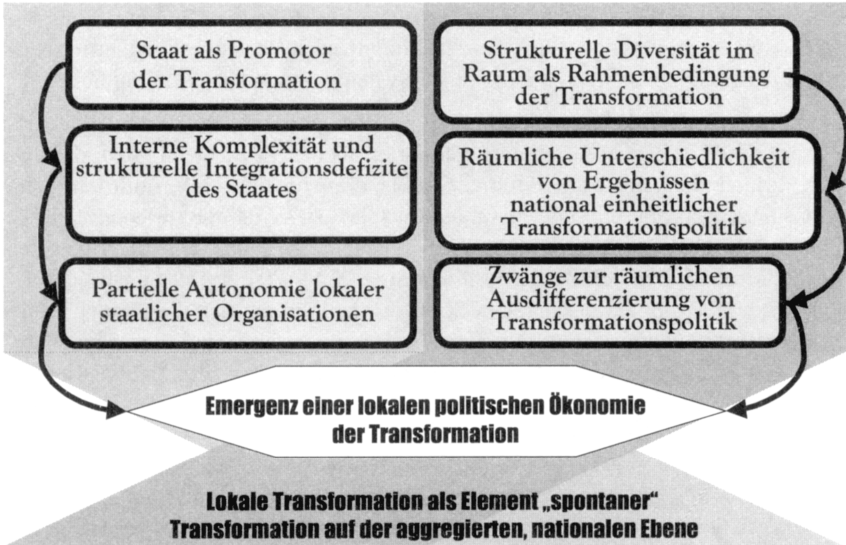 Staat als Promotor
der Transformation
Interne Komplexität und
strukturelle Integrationsdefizite
des Staates
Partielle Autonomie lokaler
staatlicher Organisationen
Strukturelle Diversität im
Raum als Rahmenbedingung
der Transformation
Räumliche Unterschiedlichkeit
von Ergebnissen
national einheitlicher
Transformationspolitik
Zwänge zur räumlichen
Ausdifferenzierung von
Transformationspolitik
Emergenz einer lokalen politischen Ökonomie
der Transformation
Lokale Transformation als Element „spontaner“
Transformation auf der aggregierten, nationalen Ebene